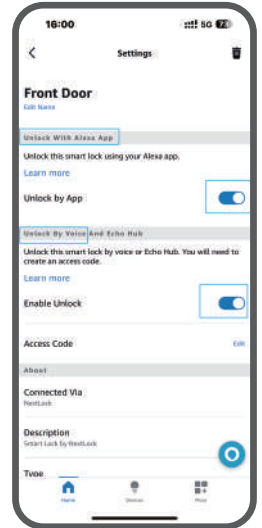 16:00
5G 73
Settings
Front Door
Edit Name
Unlock With Alexa App
Unlock this smart lock using your Alexa app.
Learn more
Unlock by App
Unlock By Voice And Echo Hub
Unlock this smart lock by voice or Echo Hub. You will need to
create an access code.
Learn more
Enable Unlock
Access Code
Edit
About
Connected Via
NextLock
Description
Smart Lock by NextLock
Type
Home
Devices
More